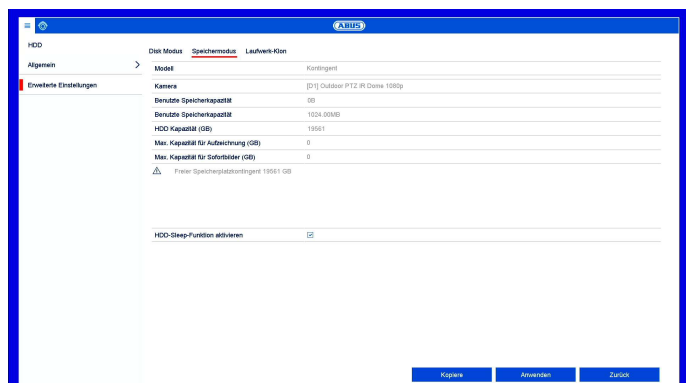 ABUS
HDD
Disk Modus Speichermodus Laufwerk-Klon
Allgemein
Modell Kontingent
Erweiterte Einstellungen
Kamera [D1] Outdoor PTZ IR Dome 1080p
Benutzte Speicherkapazität 0B
Benutzte Speicherkapazität 1024.00MB
HDD Kapazität (GB) 19561
Max. Kapazität für Aufzeichnung (GB) 0
Max. Kapazität für Sofortbilder (GB) 0
Freier Speicherplatzkontingent 19561 GB
HDD-Sleep-Funktion aktivieren
Kopiere Anwenden Zurück